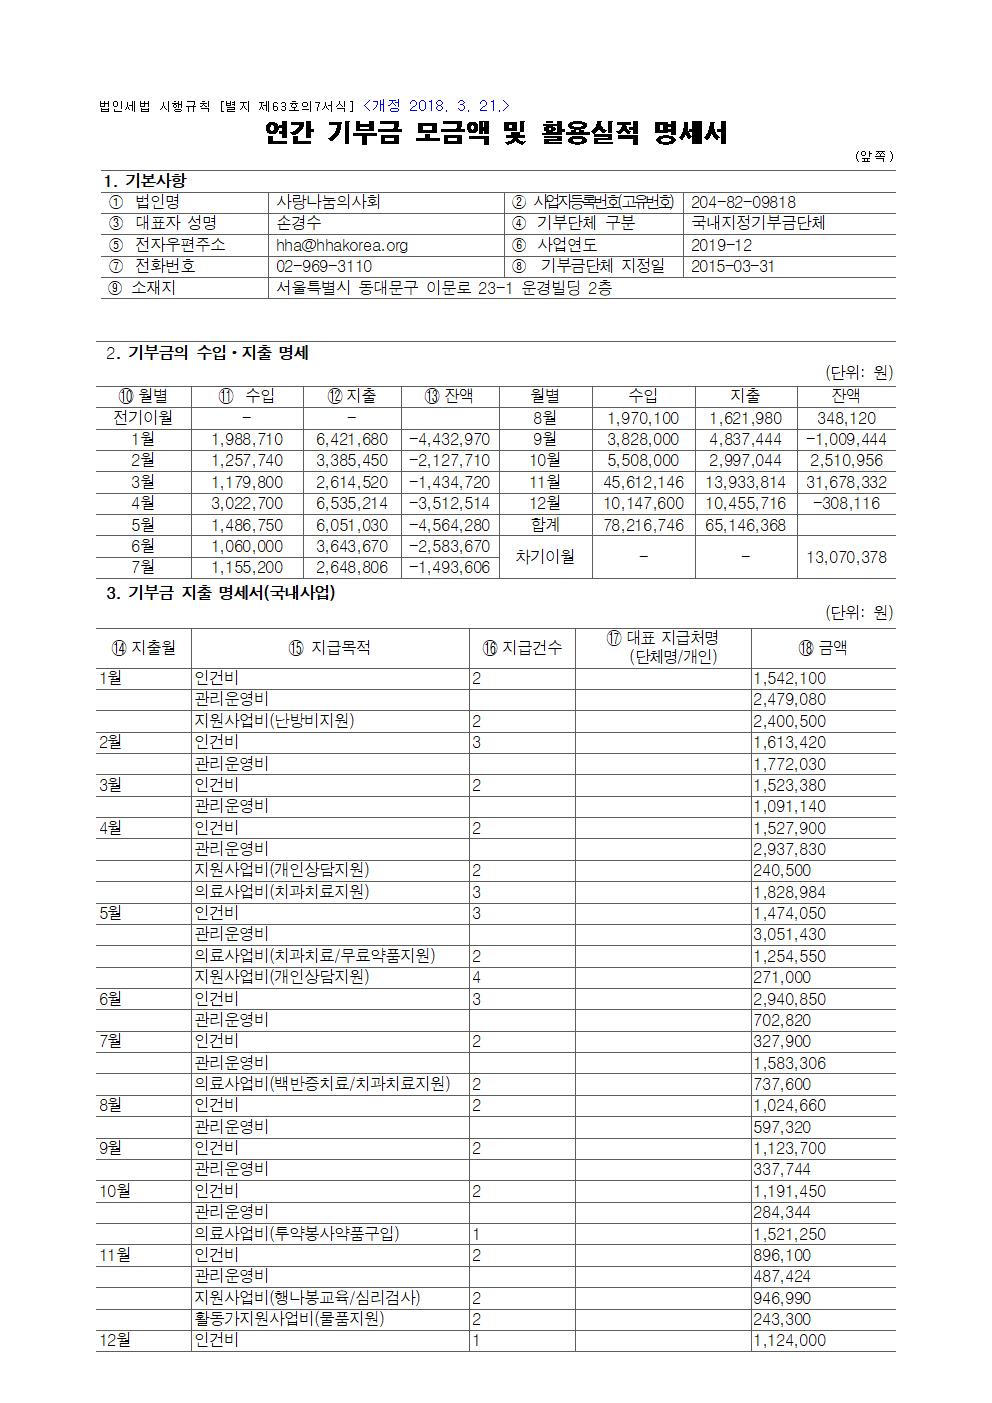 법인세법 시행규칙 [별지 제63호의7서식] <개정 2018. 3. 21.>
연간 기부금 모금액 및 활용실적 명세서
(앞쪽)
1. 기본사항
① 법인명 사랑나눔의사회 ② 사업자등록번호(고유번호) 204-82-09818
③ 대표자 성명 손경수 ④ 기부단체 구분 국내지정기부금단체
⑤ 전자우편주소 hha@hhakorea.org ⑥ 사업연도 2019-12
⑦ 전화번호 02-969-3110 ⑧ 기부금단체 지정일 2015-03-31
⑨ 소재지 서울특별시 동대문구 이문로 23-1 운경빌딩 2층
2. 기부금의 수입·지출 명세
(단위: 원)
⑩ 월별 ⑪ 수입 ⑫ 지출 ⑬ 잔액 월별 수입 지출 잔액
전기이월 - - 8월 1,970,100 1,621,980 348,120
1월 1,988,710 6,421,680 -4,432,970 9월 3,828,000 4,837,444 -1,009,444
2월 1,257,740 3,385,450 -2,127,710 10월 5,508,000 2,997,044 2,510,956
3월 1,179,800 2,614,520 -1,434,720 11월 45,612,146 13,933,814 31,678,332
4월 3,022,700 6,535,214 -3,512,514 12월 10,147,600 10,455,716 -308,116
5월 1,486,750 6,051,030 -4,564,280 합계 78,216,746 65,146,368
6월 1,060,000 3,643,670 -2,583,670 차기이월 - - 13,070,378
7월 1,155,200 2,648,806 -1,493,606
3. 기부금 지출 명세서(국내사업)
(단위: 원)
⑭ 지출월 ⑮ 지급목적 ⑯ 지급건수 ⑰ 대표 지급처명 ⑱ 금액
(단체명/개인)
1월 인건비 2 1,542,100
관리운영비 2,479,080
지원사업비(난방비지원) 2 2,400,500
2월 인건비 3 1,613,420
관리운영비 1,772,030
3월 인건비 2 1,523,380
관리운영비 1,091,140
4월 인건비 2 1,527,900
관리운영비 2,937,830
지원사업비(개인상담지원) 2 240,500
의료사업비(치과치료지원) 3 1,828,984
5월 인건비 3 1,474,050
관리운영비 3,051,430
의료사업비(치과치료/무료약품지원) 2 1,254,550
지원사업비(개인상담지원) 4 271,000
6월 인건비 3 2,940,850
관리운영비 702,820
7월 인건비 2 327,900
관리운영비 1,583,306
의료사업비(백반증치료/치과치료지원) 2 737,600
8월 인건비 2 1,024,660
관리운영비 597,320
9월 인건비 2 1,123,700
관리운영비 337,744
10월 인건비 2 1,191,450
관리운영비 284,344
의료사업비(투약봉사약품구입) 1 1,521,250
11월 인건비 2 896,100
관리운영비 487,424
지원사업비(행나봉교육/심리검사) 2 946,990
활동가지원사업비(물품지원) 2 243,300
12월 인건비 1 1,124,000